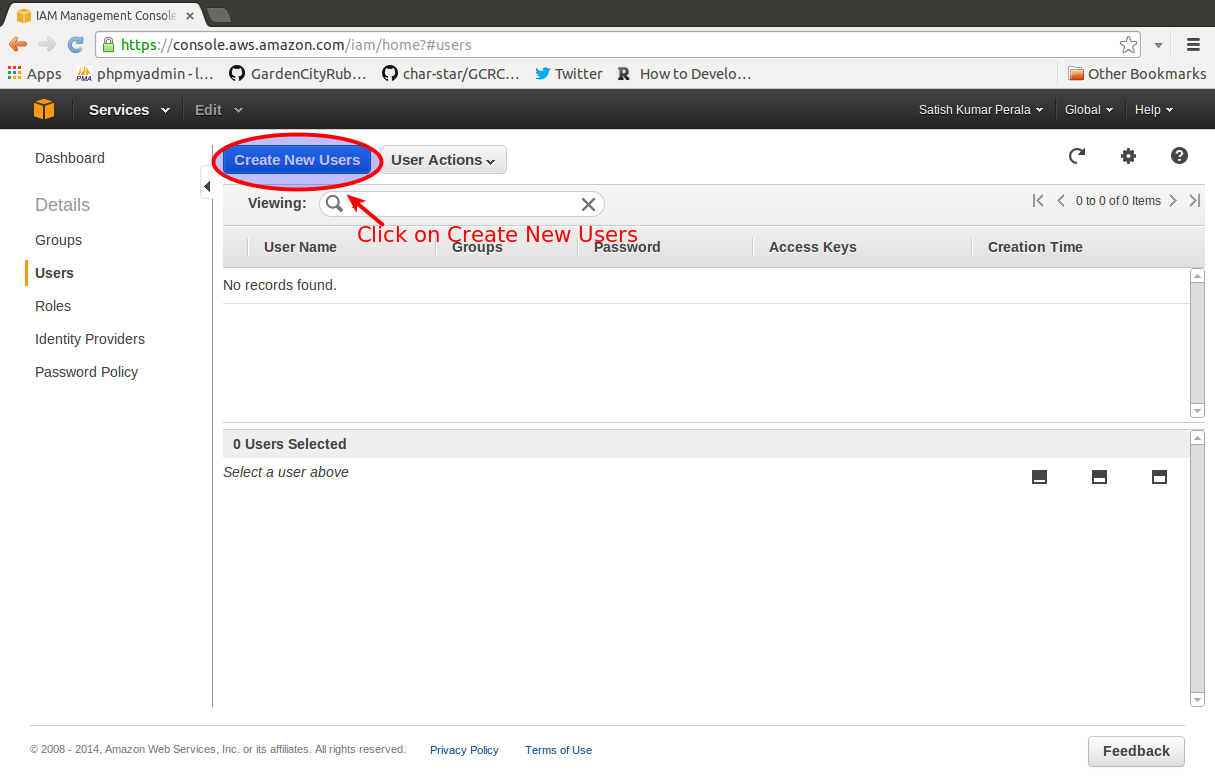 IAM Management Console
https://console.aws.amazon.com/iam/home?#users
Apps phpmyadmin - l... GardenCityRub... char-star/GCRC... Twitter How to Develo... Other Bookmarks
Services Edit Satish Kumar Perala Global Help
Dashboard
Details
Groups
Users
Roles
Identity Providers
Password Policy
Create New Users User Actions
Viewing: 0 to 0 of 0 Items
Click on Create New Users
User Name Groups Password Access Keys Creation Time
No records found.
0 Users Selected
Select a user above
© 2008 - 2014, Amazon Web Services, Inc. or its affiliates. All rights reserved. Privacy Policy Terms of Use Feedback